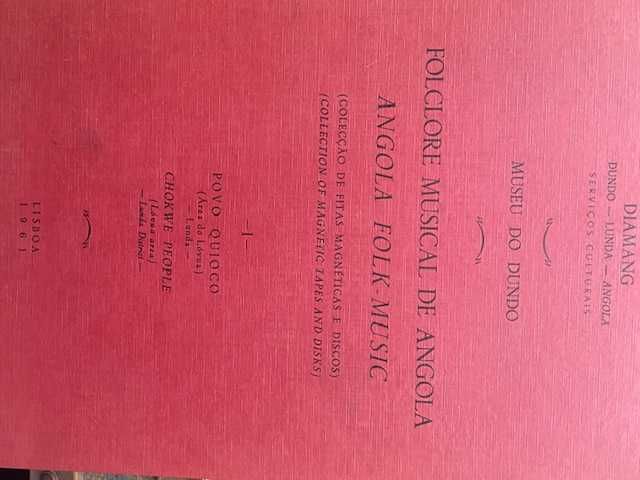 DIAMANG
DUNDO — LUNDA — ANGOLA
SERVIÇOS CULTURAIS
MUSEU DO DUNDO
FOLCLORE MUSICAL DE ANGOLA
ANGOLA FOLK-MUSIC
(COLECÇÃO DE FITAS MAGNÉTICAS E DISCOS)
(COLLECTION OF MAGNETIC TAPES AND DISKS)
— I —
POVO QUIOCO
(Área do Lóvua)
— Lunda —
CHOKWE PEOPLE
(Lóvua area)
— Lunda District —
LISBOA
1961